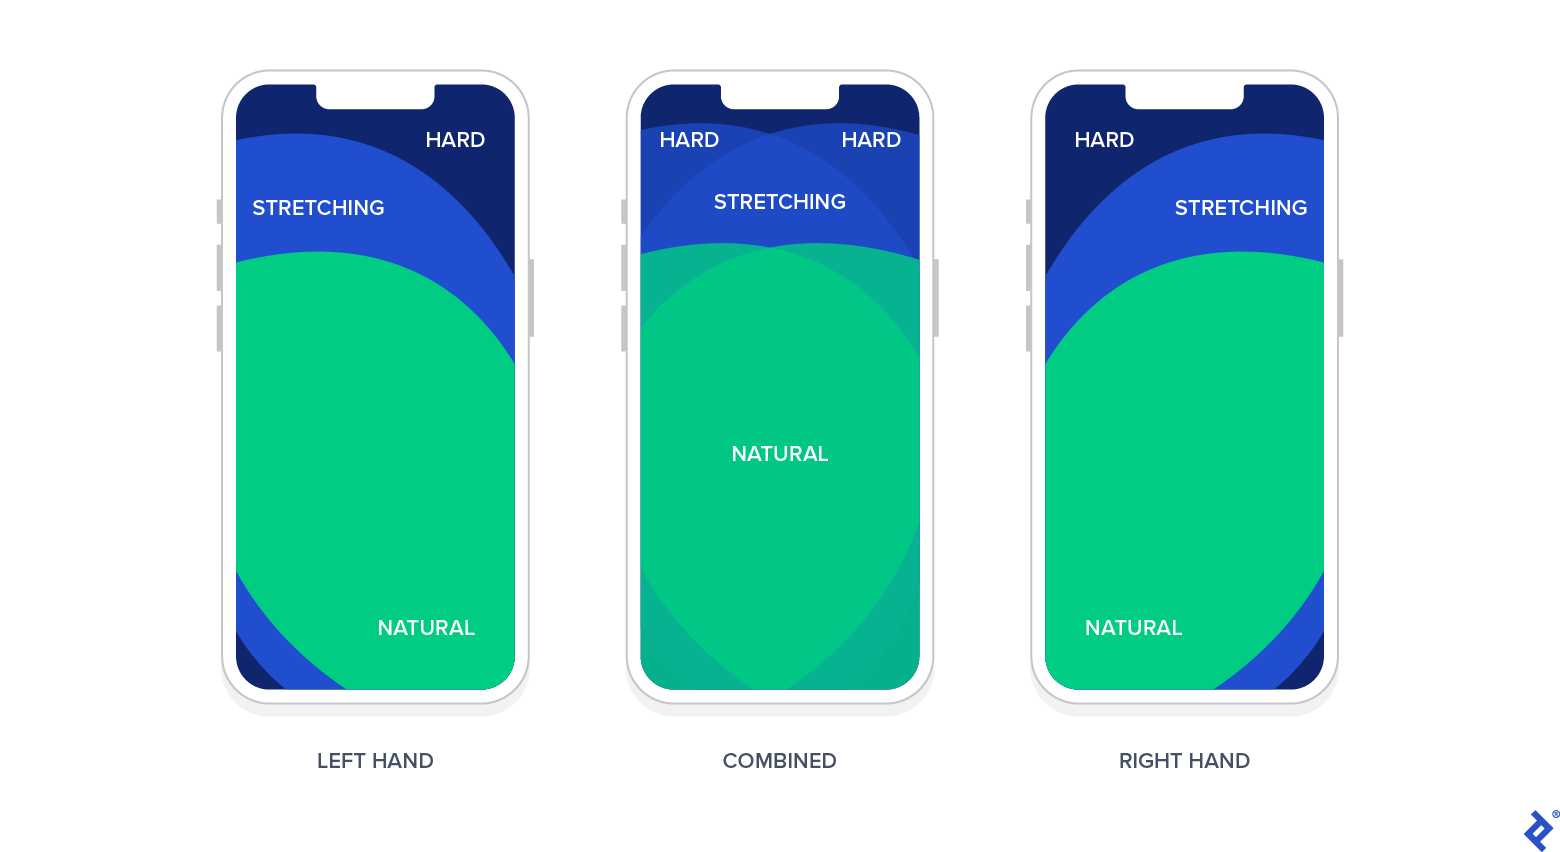 HARD
STRETCHING
NATURAL
LEFT HAND
HARD HARD
STRETCHING
NATURAL
COMBINED
HARD
STRETCHING
NATURAL
RIGHT HAND
®